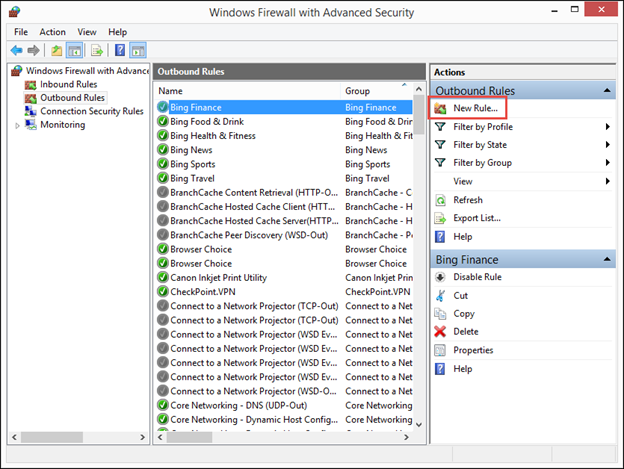 Windows Firewall with Advanced Security
File Action View Help
Windows Firewall with Advance
Inbound Rules
Outbound Rules
Connection Security Rules
Monitoring
Outbound Rules
Name Group
Bing Finance Bing Finance
Bing Food & Drink Bing Food & Drink
Bing Health & Fitness Bing Health & Fitness
Bing News Bing News
Bing Sports Bing Sports
Bing Travel Bing Travel
BranchCache Content Retrieval (HTTP-O... BranchCache - C
BranchCache Hosted Cache Client (HTT... BranchCache - H
BranchCache Hosted Cache Server(HTTP... BranchCache - H
BranchCache Peer Discovery (WSD-Out) BranchCache - P
Browser Choice Browser Choice
Browser Choice Browser Choice
Canon Inkjet Print Utility Canon Inkjet Prin
CheckPoint.VPN CheckPoint.VPN
Connect to a Network Projector (TCP-Out) Connect to a Net
Connect to a Network Projector (TCP-Out) Connect to a Net
Connect to a Network Projector (WSD Ev... Connect to a Net
Connect to a Network Projector (WSD Ev... Connect to a Net
Connect to a Network Projector (WSD Ev... Connect to a Net
Connect to a Network Projector (WSD Ev... Connect to a Net
Connect to a Network Projector (WSD-O... Connect to a Net
Core Networking - DNS (UDP-Out) Core Networking
Core Networking - Dynamic Host Config... Core Networking
Actions
Outbound Rules
New Rule...
Filter by Profile
Filter by State
Filter by Group
View
Refresh
Export List...
Help
Bing Finance
Disable Rule
Cut
Copy
Delete
Properties
Help